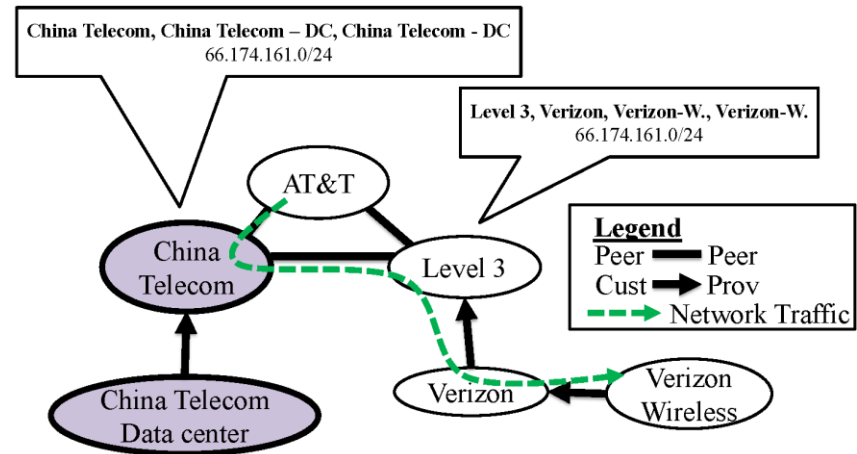 China Telecom, China Telecom – DC, China Telecom - DC
66.174.161.0/24
Level 3, Verizon, Verizon-W., Verizon-W.
66.174.161.0/24
AT&T
China
Telecom
Level 3
Legend
Peer Peer
Cust Prov
Network Traffic
China Telecom
Data center
Verizon
Verizon
Wireless